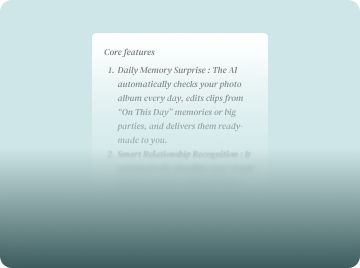 Core features
1. Daily Memory Surprise : The AI
automatically checks your photo
album every day, edits clips from
“On This Day” memories or big
parties, and delivers them ready-
made to you.
2. Smart Relationship Recognition : It